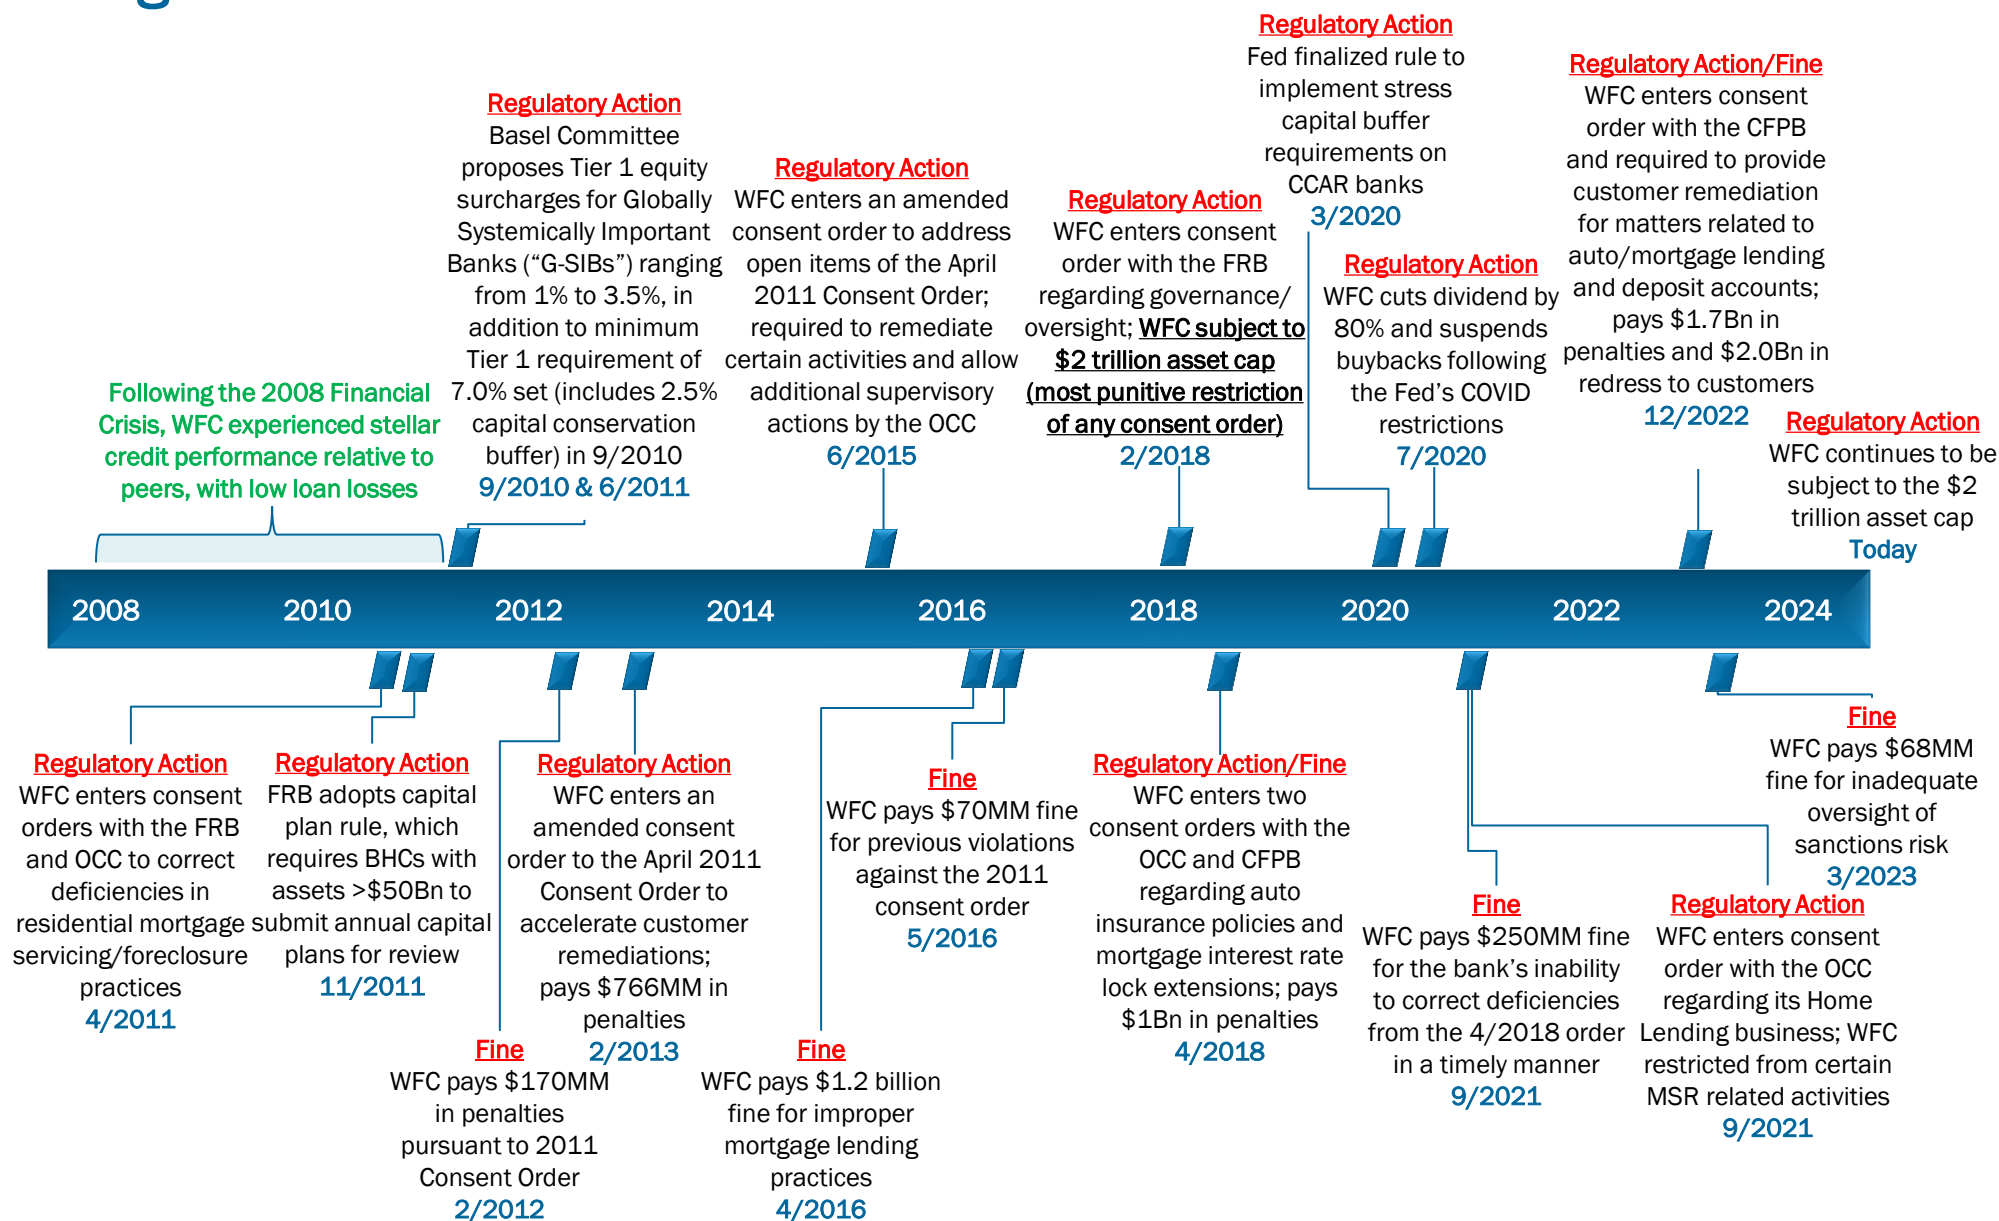 Following the 2008 Financial
Crisis, WFC experienced stellar
credit performance relative to
peers, with low loan losses
Regulatory Action
Basel Committee
proposes Tier 1 equity
surcharges for Globally
Systemically Important
Banks (“G-SIBs”) ranging
from 1% to 3.5%, in
addition to minimum
Tier 1 requirement of
7.0% set (includes 2.5%
capital conservation
buffer) in 9/2010
9/2010 & 6/2011
Regulatory Action
WFC enters an amended
consent order to address
open items of the April
2011 Consent Order;
required to remediate
certain activities and allow
additional supervisory
actions by the OCC
6/2015
Regulatory Action
WFC enters consent
order with the FRB
regarding governance/
oversight; WFC subject to
$2 trillion asset cap
(most punitive restriction
of any consent order)
2/2018
Regulatory Action
Fed finalized rule to
implement stress
capital buffer
requirements on
CCAR banks
3/2020
Regulatory Action
WFC cuts dividend by
80% and suspends
buybacks following
the Fed’s COVID
restrictions
7/2020
Regulatory Action/Fine
WFC enters consent
order with the CFPB
and required to provide
customer remediation
for matters related to
auto/mortgage lending
and deposit accounts;
pays $1.7Bn in
penalties and $2.0Bn in
redress to customers
12/2022
Regulatory Action
WFC continues to be
subject to the $2
trillion asset cap
Today
2008 2010 2012 2014 2016 2018 2020 2022 2024
Regulatory Action
WFC enters consent
orders with the FRB
and OCC to correct
deficiencies in
residential mortgage
servicing/foreclosure
practices
4/2011
Regulatory Action
FRB adopts capital
plan rule, which
requires BHCs with
assets >$50Bn to
submit annual capital
plans for review
11/2011
Fine
WFC pays $170MM
in penalties
pursuant to 2011
Consent Order
2/2012
Regulatory Action
WFC enters an
amended consent
order to the April 2011
Consent Order to
accelerate customer
remediations;
pays $766MM in
penalties
2/2013
Fine
WFC pays $1.2 billion
fine for improper
mortgage lending
practices
4/2016
Fine
WFC pays $70MM fine
for previous violations
against the 2011
consent order
5/2016
Regulatory Action/Fine
WFC enters two
consent orders with the
OCC and CFPB
regarding auto
insurance policies and
mortgage interest rate
lock extensions; pays
$1Bn in penalties
4/2018
Fine
WFC pays $250MM fine
for the bank’s inability
to correct deficiencies
from the 4/2018 order
in a timely manner
9/2021
Regulatory Action
WFC enters consent
order with the OCC
regarding its Home
Lending business; WFC
restricted from certain
MSR related activities
9/2021
Fine
WFC pays $68MM
fine for inadequate
oversight of
sanctions risk
3/2023